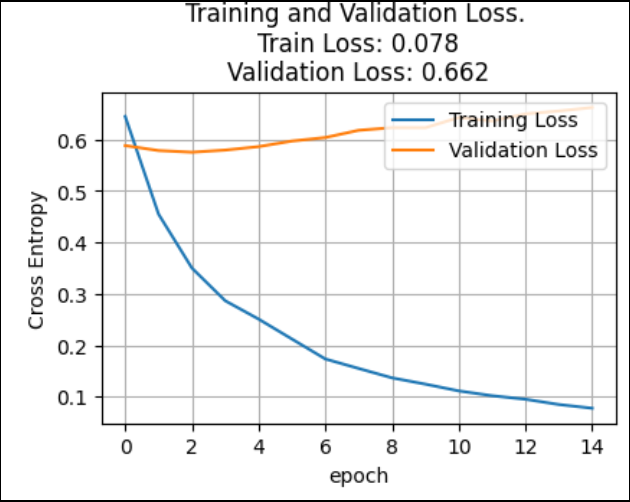 Training and Validation Loss.
Train Loss: 0.078
Validation Loss: 0.662
Training Loss
Validation Loss
0.6
0.5
0.4
0.3
0.2
0.1
Cross Entropy
0 2 4 6 8 10 12 14
epoch